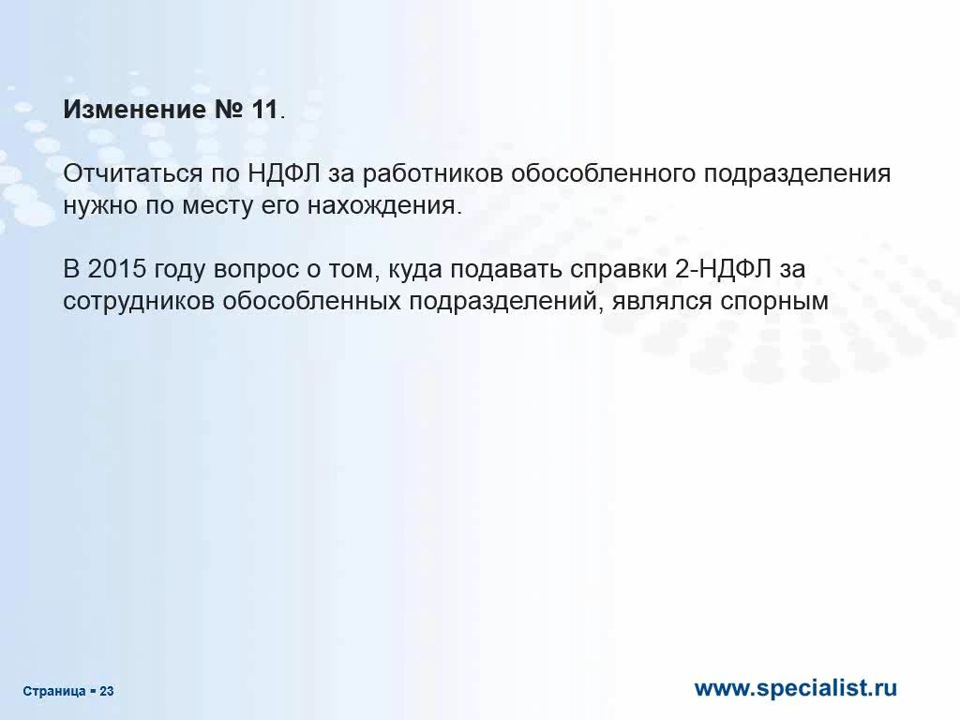 Изменение № 11.
Отчитаться по НДФЛ за работников обособленного подразделения
нужно по месту его нахождения.
В 2015 году вопрос о том, куда подавать справки 2-НДФЛ за
сотрудников обособленных подразделений, являлся спорным
Страница ▪ 23
www.specialist.ru